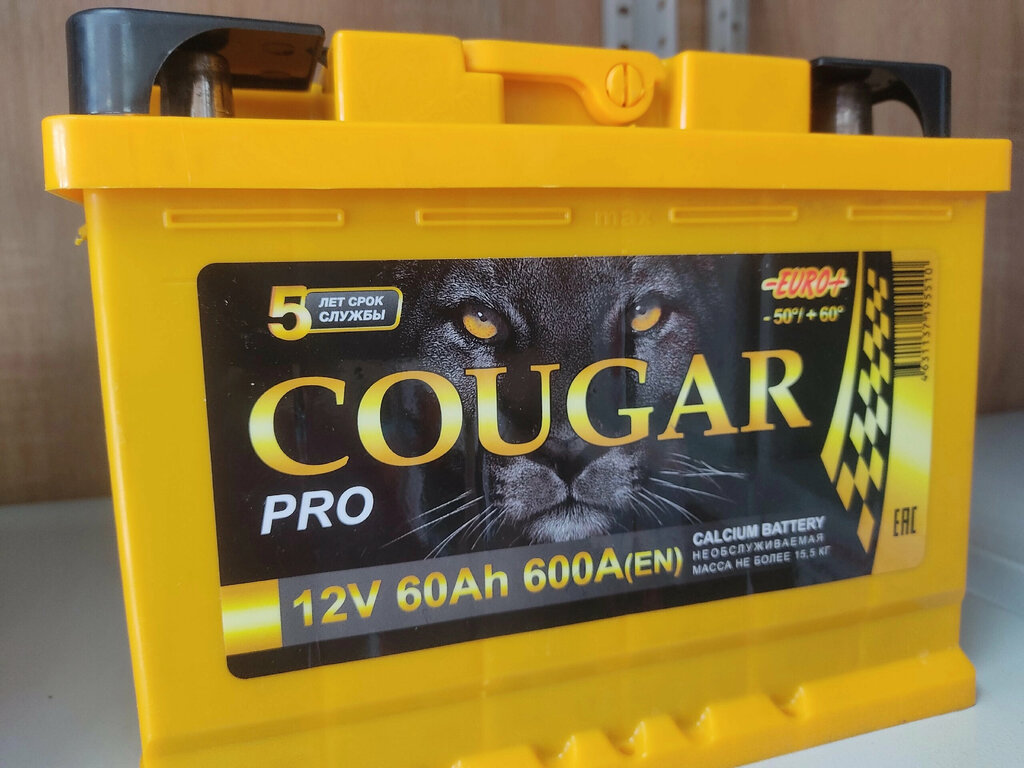 max
5 ЛЕТ СРОК
СЛУЖБЫ
-EURO+
- 50°/ + 60°
4631137195510
COUGAR
PRO
12V 60Ah 600A(EN)
CALCIUM BATTERY
НЕОБСЛУЖИВАЕМАЯ
МАССА НЕ БОЛЕЕ 15,5 КГ
EAC